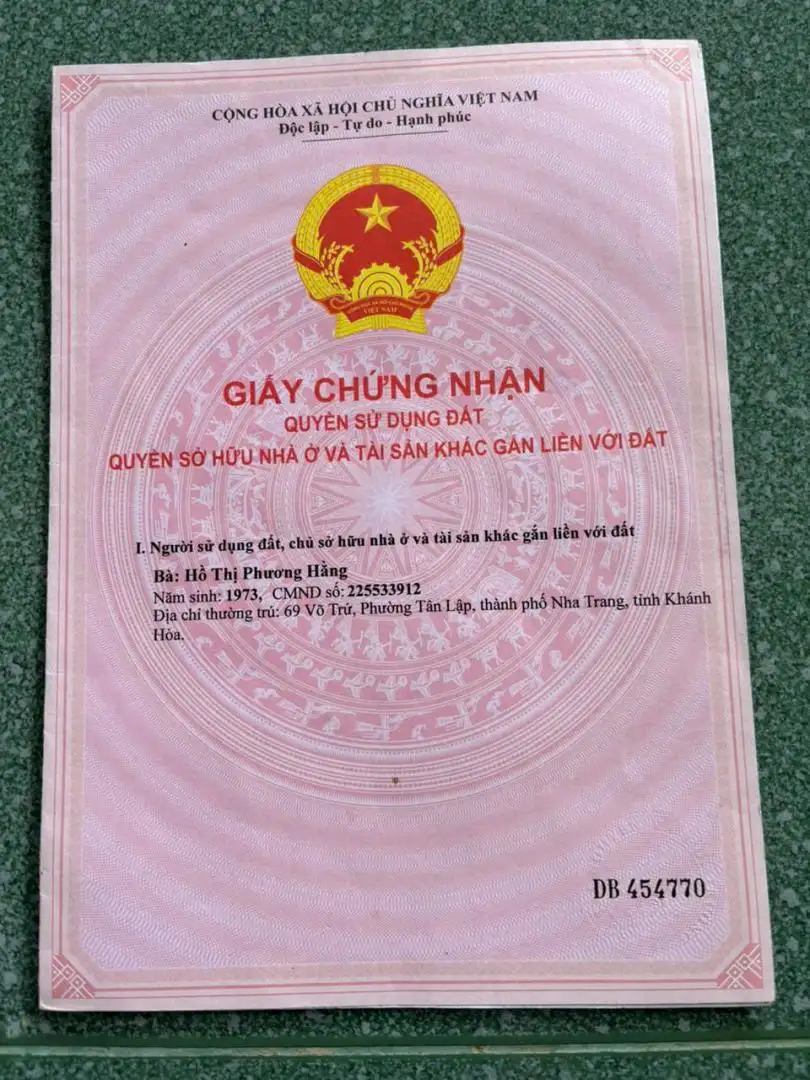 CỘNG HÒA XÃ HỘI CHỦ NGHĨA VIỆT NAM
Độc lập - Tự do - Hạnh phúc
VIỆT NAM
GIẤY CHỨNG NHẬN
QUYỀN SỬ DỤNG ĐẤT
QUYỀN SỞ HỮU NHÀ Ở VÀ TÀI SẢN KHÁC GẮN LIỀN VỚI ĐẤT
I. Người sử dụng đất, chủ sở hữu nhà ở và tài sản khác gắn liền với đất
Bà: Hồ Thị Phương Hằng
Năm sinh: 1973, CMND số: 225533912
Địa chỉ thường trú: 69 Võ Trứ, Phường Tân Lập, thành phố Nha Trang, tỉnh Khánh
Hòa.
DB 454770